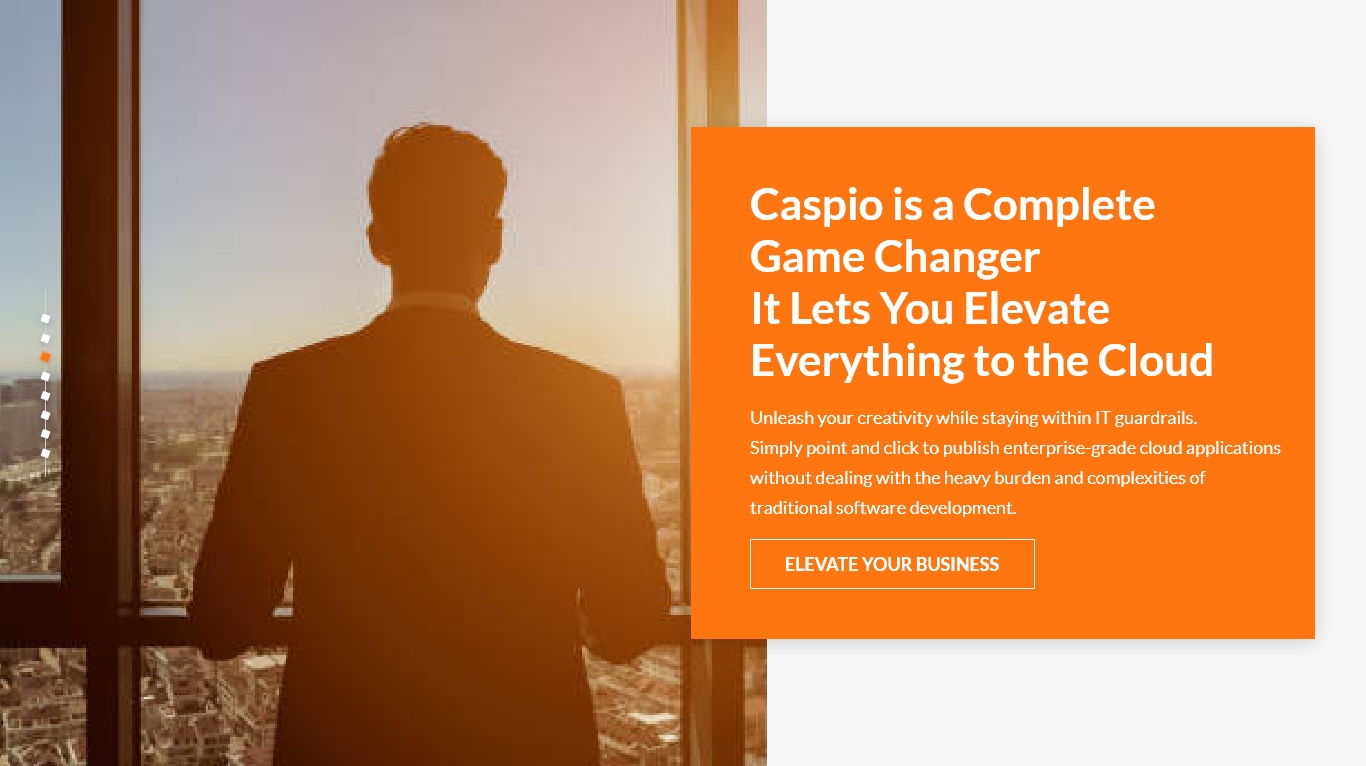 Caspio is a Complete
Game Changer
It Lets You Elevate
Everything to the Cloud
Unleash your creativity while staying within IT guardrails.
Simply point and click to publish enterprise-grade cloud applications
without dealing with the heavy burden and complexities of
traditional software development.
ELEVATE YOUR BUSINESS